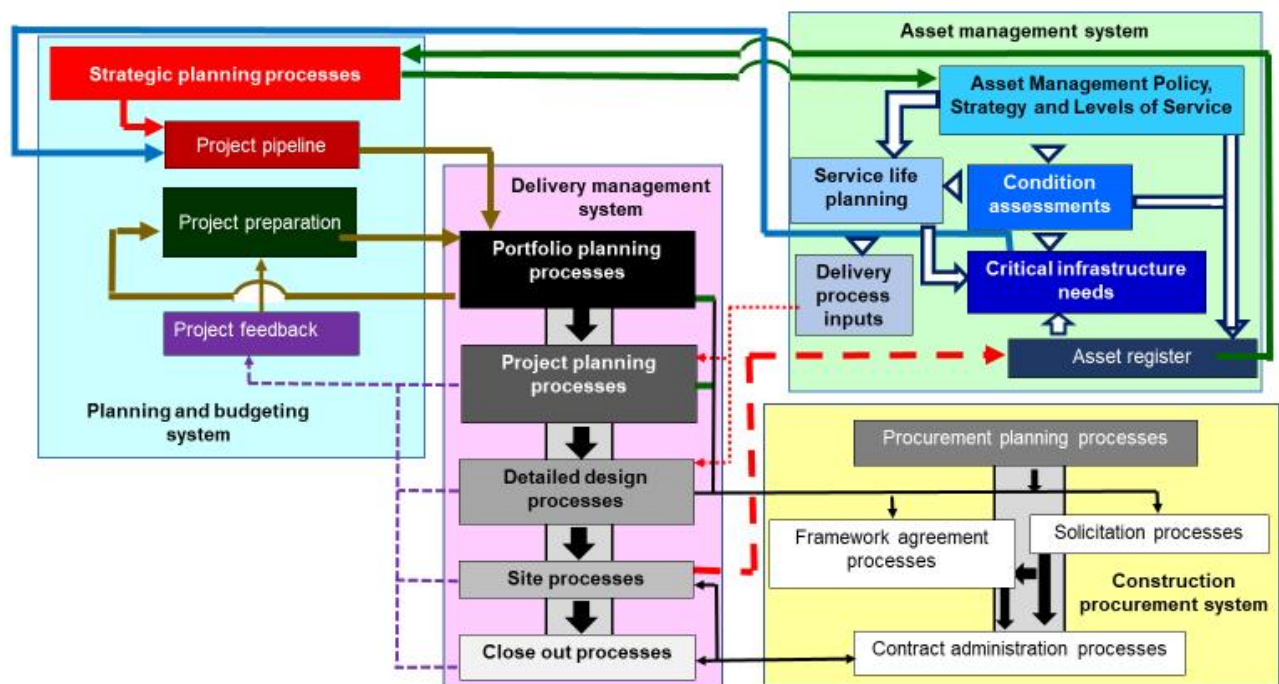 Strategic planning processes
Project pipeline
Project preparation
Project feedback
Planning and budgeting
system
Delivery management
system
Portfolio planning
processes
Project planning
processes
Detailed design
processes
Site processes
Close out processes
Asset management system
Asset Management Policy,
Strategy and Levels of Service
Service life
planning
Condition
assessments
Delivery
process
inputs
Critical infrastructure
needs
Asset register
Procurement planning processes
Framework agreement
processes
Solicitation processes
Construction
procurement system
Contract administration processes